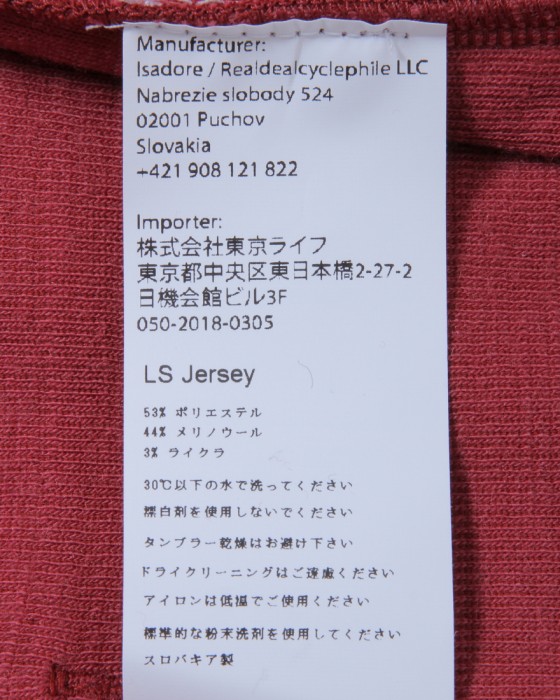 Manufacturer:
Isadore / Realdealcyclephile LLC
Nabrezie slobody 524
02001 Puchov
Slovakia
+421 908 121 822
Importer:
株式会社東京ライフ
東京都中央区東日本橋2-27-2
日機会館ビル3F
050-2018-0305
LS Jersey
53% ポリエステル
44% メリノウール
3% ライクラ
30℃以下の水で洗ってください
漂白剤を使用しないでください
タンブラー乾燥はお避け下さい
ドライクリーニングはご遠慮ください
アイロンは低温でご使用ください
標準的な粉末洗剤を使用してください
スロバキア製